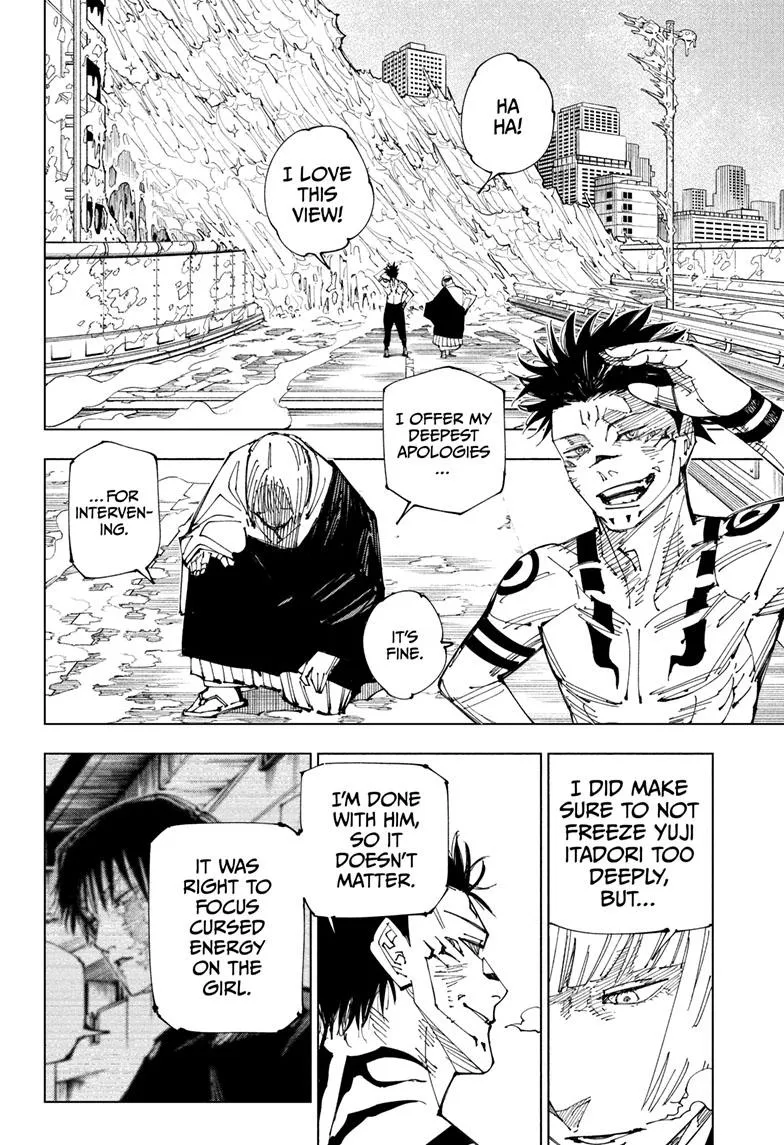 HA
HA!
I LOVE
THIS
VIEW!
I OFFER MY
DEEPEST
APOLOGIES
...
...FOR
INTERVEN-
ING.
IT'S
FINE.
I DID MAKE
SURE TO NOT
FREEZE YUJI
ITADORI TOO
DEEPLY,
BUT...
I'M DONE
WITH HIM,
SO IT
DOESN'T
MATTER.
IT WAS
RIGHT TO
FOCUS
CURSED
ENERGY
ON THE
GIRL.